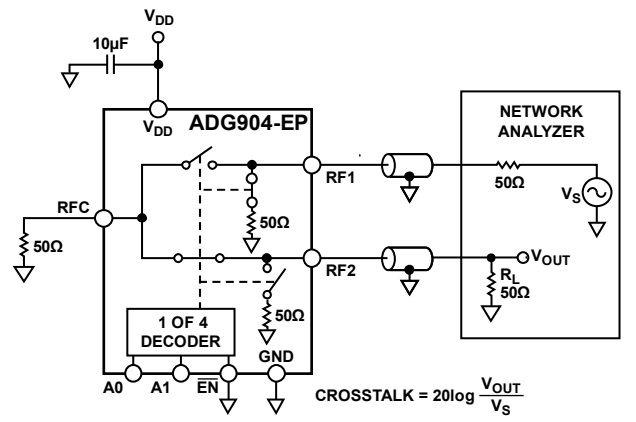 VDD
10µF
VDD
ADG904-EP
NETWORK
ANALYZER
RF1
50Ω
VS
50Ω
RFC
50Ω
RF2
VOUT
RL
50Ω
50Ω
1 OF 4
DECODER
GND
A0 A1 EN
CROSSTALK = 20log VOUT
VS